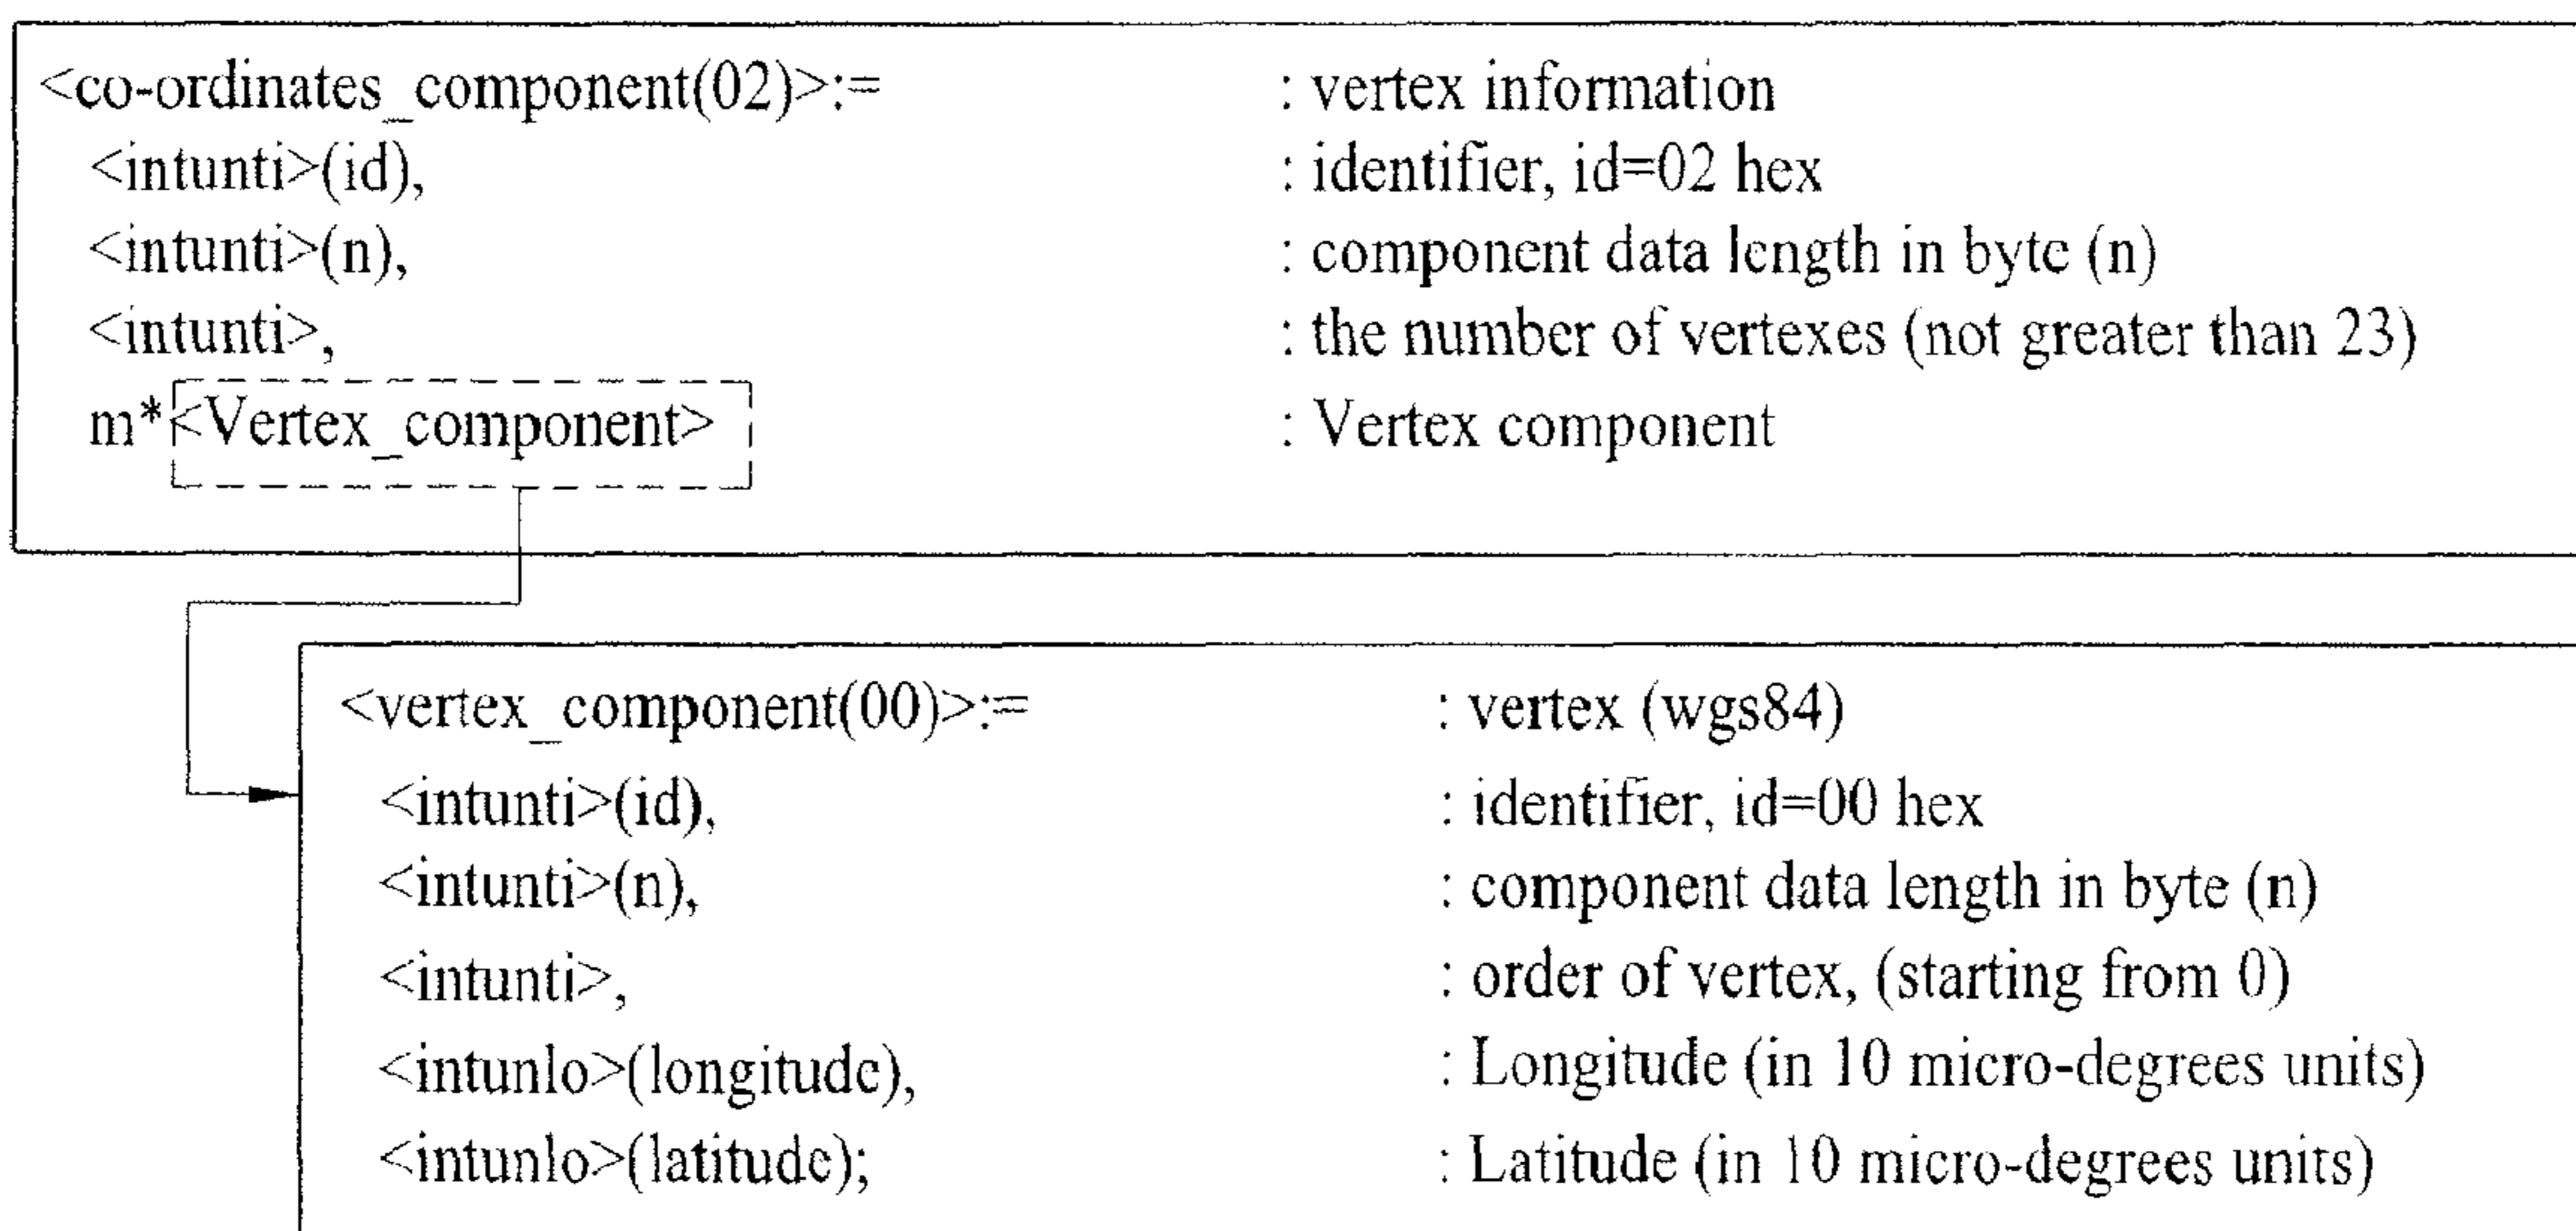 <co-ordinates_component(02)>:= : vertex information
<intunti>(id), : identifier, id=02 hex
<intunti>(n), : component data length in byte (n)
<intunti>, : the number of vertexes (not greater than 23)
m*<Vertex_component> : Vertex component
<vertex_component(00)>:= : vertex (wgs84)
<intunti>(id), : identifier, id=00 hex
<intunti>(n), : component data length in byte (n)
<intunti>, : order of vertex, (starting from 0)
<intunlo>(longitude), : Longitude (in 10 micro-degrees units)
<intunlo>(latitude); : Latitude (in 10 micro-degrees units)